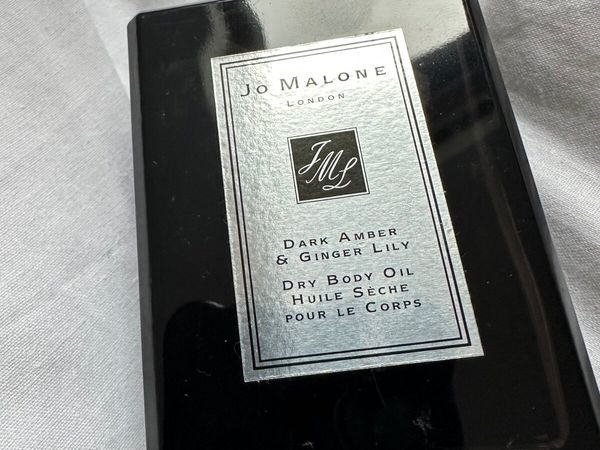 Jo Malone
London
JML
Dark Amber
& Ginger Lily
Dry Body Oil
Huile Sèche
pour le Corps